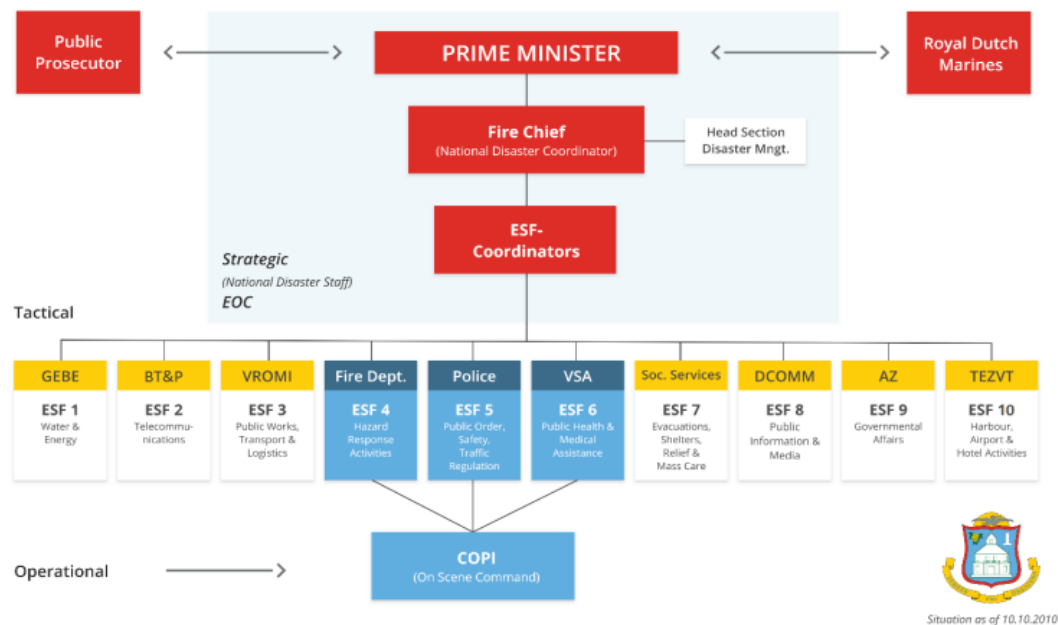 Public
Prosecutor
PRIME MINISTER
Royal Dutch
Marines
Fire Chief
(National Disaster Coordinator)
Head Section
Disaster Mngt.
ESF-
Coordinators
Strategic
(National Disaster Staff)
EOC
Tactical
GEBE
ESF 1
Water &
Energy
BT&P
ESF 2
Telecommu-
nications
VROMI
ESF 3
Public Works,
Transport &
Logistics
Fire Dept.
ESF 4
Hazard
Response
Activities
Police
ESF 5
Public Order,
Safety,
Traffic
Regulation
VSA
ESF 6
Public Health &
Medical
Assistance
Soc. Services
ESF 7
Evacuations,
Shelters,
Relief &
Mass Care
DCOMM
ESF 8
Public
Information &
Media
AZ
ESF 9
Governmental
Affairs
TEZVT
ESF 10
Harbour,
Airport &
Hotel Activities
COPI
(On Scene Command)
Operational
Situation as of 10.10.2010